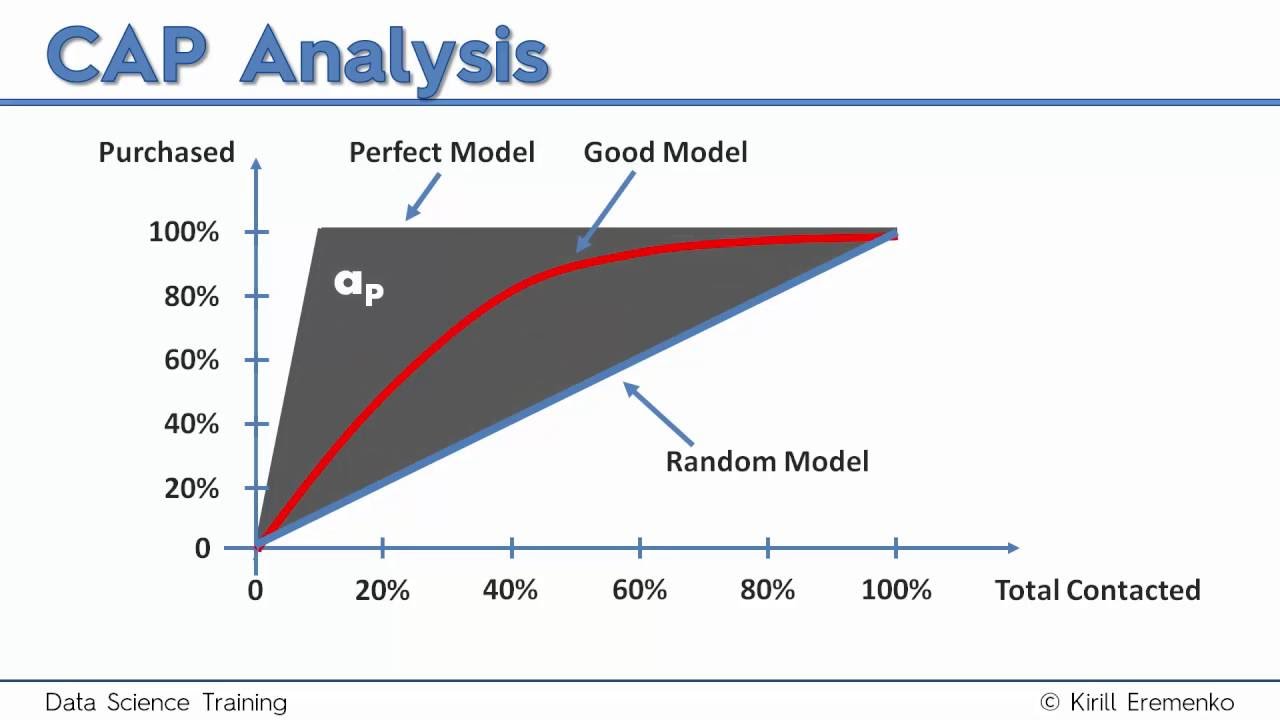 CAP Analysis
Purchased
Perfect Model
Good Model
100%
80%
60%
40%
20%
0
aP
Random Model
0
20%
40%
60%
80%
100%
Total Contacted
Data Science Training
© Kirill Eremenko